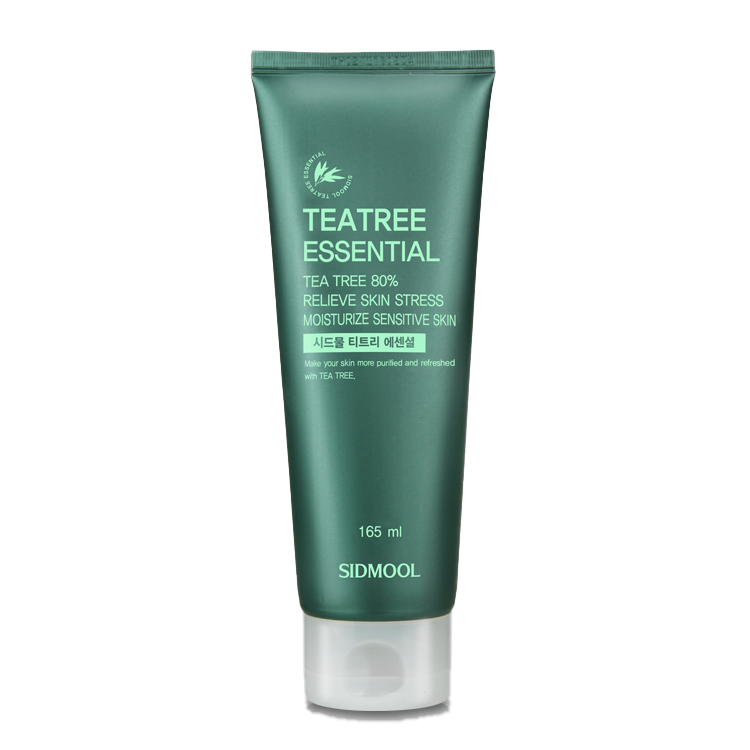 SIDMOOL TEATREE ESSENTIAL
TEATREE
ESSENTIAL
TEA TREE 80%
RELIEVE SKIN STRESS
MOISTURIZE SENSITIVE SKIN
시드물 티트리 에센셜
Make your skin more purified and refreshed
with TEA TREE.
165 ml
SIDMOOL